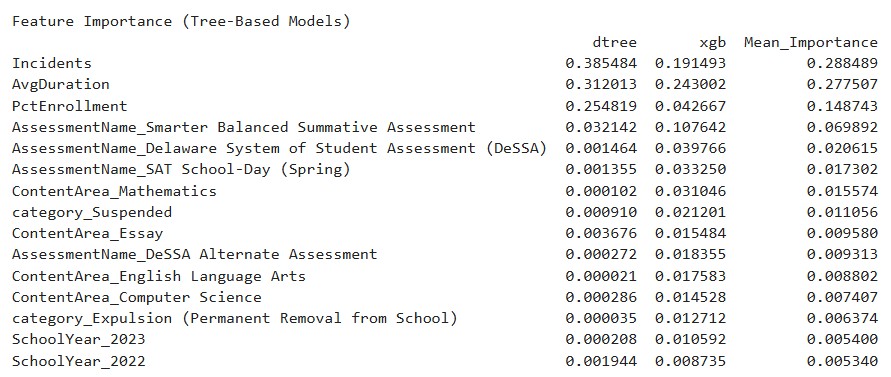 Feature Importance (Tree-Based Models)
dtree xgb Mean_Importance
Incidents 0.385484 0.191493 0.288489
AvgDuration 0.312013 0.243002 0.277507
PctEnrollment 0.254819 0.042667 0.148743
AssessmentName_Smarter Balanced Summative Assessment 0.032142 0.107642 0.069892
AssessmentName_Delaware System of Student Assessment (DeSSA) 0.001464 0.039766 0.020615
AssessmentName_SAT School-Day (Spring) 0.001355 0.033250 0.017302
ContentArea_Mathematics 0.000102 0.031046 0.015574
category_Suspended 0.000910 0.021201 0.011056
ContentArea_Essay 0.003676 0.015484 0.009580
AssessmentName_DeSSA Alternate Assessment 0.000272 0.018355 0.009313
ContentArea_English Language Arts 0.000021 0.017583 0.008802
ContentArea_Computer Science 0.000286 0.014528 0.007407
category_Expulsion (Permanent Removal from School) 0.000035 0.012712 0.006374
SchoolYear_2023 0.000208 0.010592 0.005400
SchoolYear_2022 0.001944 0.008735 0.005340